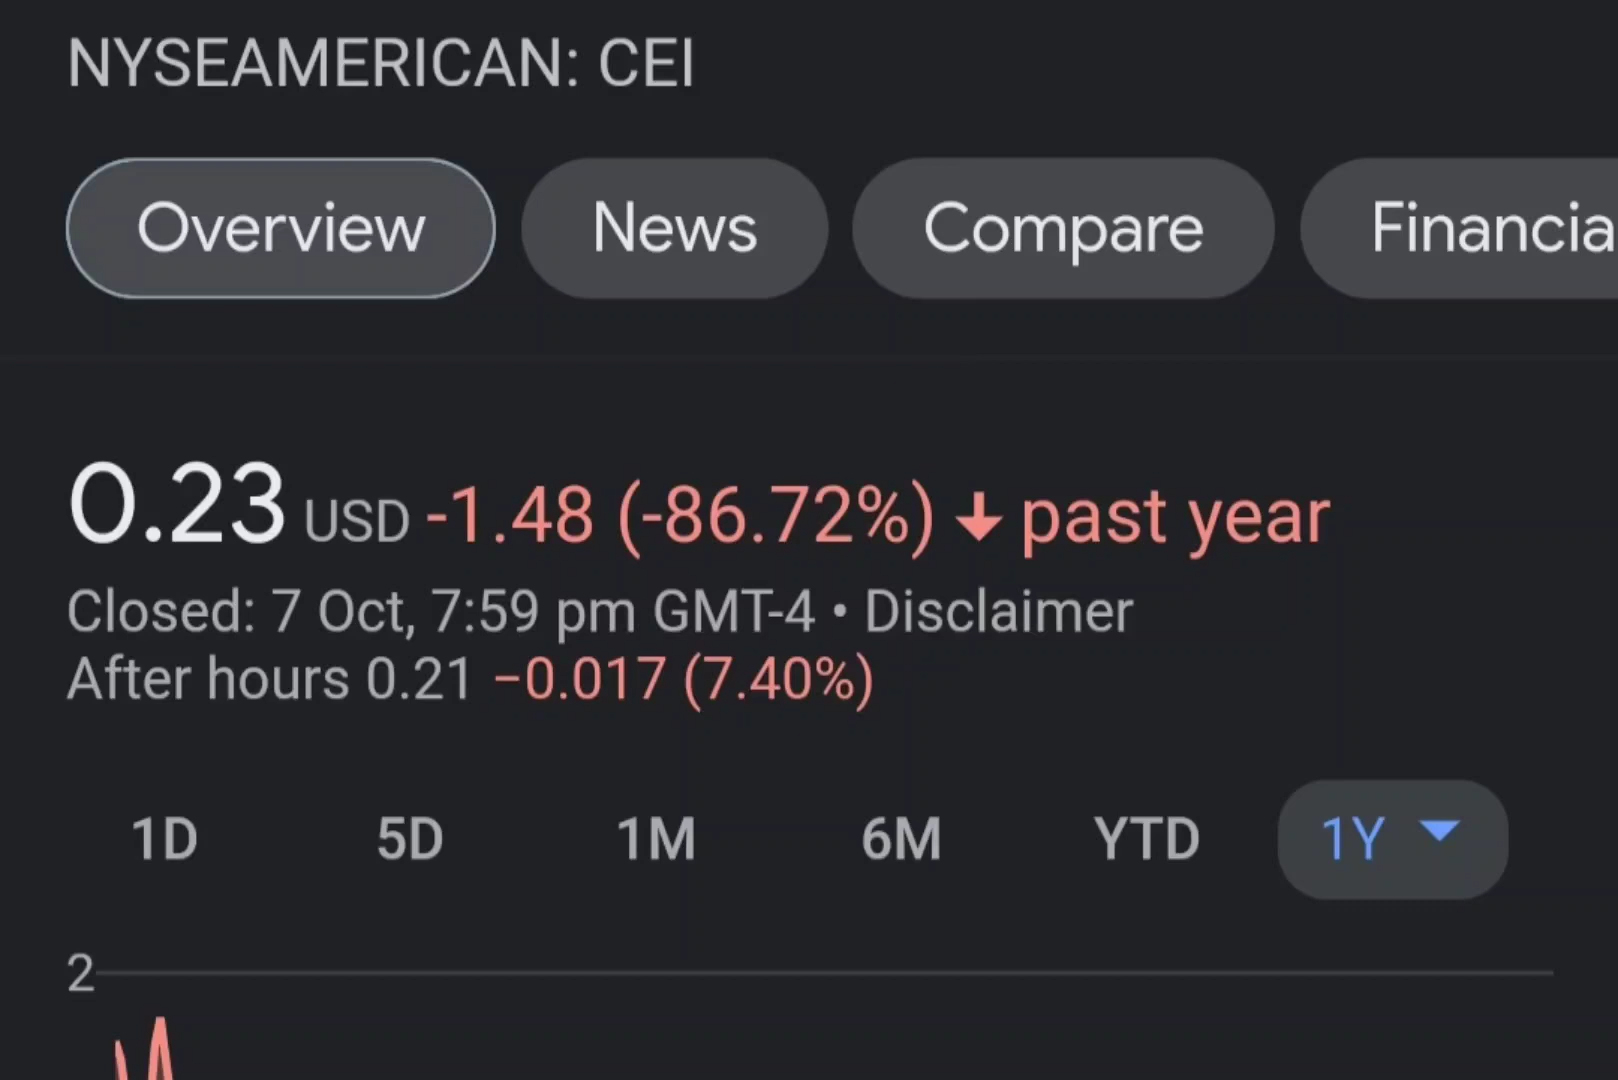 NYSEAMERICAN: CEI
Overview News Compare Financia
0.23 USD -1.48 (-86.72%) ↓ past year
Closed: 7 Oct, 7:59 pm GMT-4 • Disclaimer
After hours 0.21 −0.017 (7.40%)
1D 5D 1M 6M YTD 1Y
2